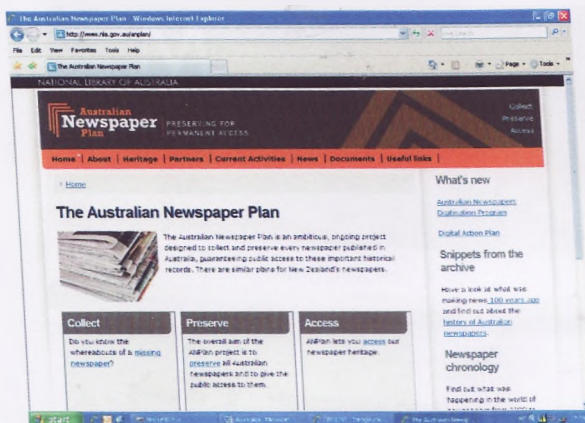 The Australian Newspaper Plan - Windows Internet Explorer
http://www.nla.gov.au/anplan/
File Edit View Favorites Tools Help
The Australian Newspaper Plan
Page Tools
NATIONAL LIBRARY OF AUSTRALIA
Australian
Newspaper
Plan
PRESERVING FOR
PERMANENT ACCESS
Collect
Preserve
Access
Home | About | Heritage | Partners | Current Activities | News | Documents | Useful links |
Home
The Australian Newspaper Plan
The Australian Newspaper Plan is an ambitious, ongoing project
designed to collect and preserve every newspaper published in
Australia, guaranteeing public access to these important historical
records. There are similar plans for New Zealand's newspapers.
Collect
Do you know the
whereabouts of a missing
newspaper?
Preserve
The overall aim of the
ANPlan project is to
preserve all Australian
newspapers and to give the
public access to them.
Access
ANPlan lets you access our
newspaper heritage.
What's new
Australian Newspapers
Digitisation Program
Digital Action Plan
Snippets from the
archive
Have a look at what was
making news 100 years ago
and find out about the
history of Australian
newspapers.
Newspaper
chronology
Find out what was
happening in the world of
start